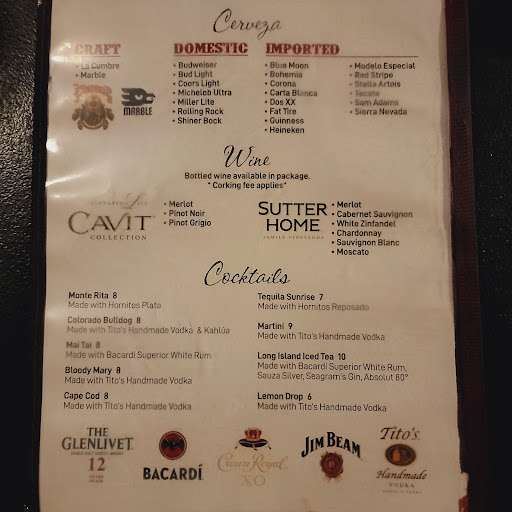 Cerveza
CRAFT
• La Cumbre
• Marble
MARBLE
DOMESTIC
• Budweiser
• Bud Light
• Coors Light
• Michelob Ultra
• Miller Lite
• Rolling Rock
• Shiner Bock
IMPORTED
• Blue Moon
• Bohemia
• Corona
• Carta Blanca
• Dos XX
• Fat Tire
• Guinness
• Heineken
• Modelo Especial
• Red Stripe
• Stella Artois
• Tecate
• Sam Adams
• Sierra Nevada
Wine
Bottled wine available in package.
* Corking fee applies*
CAVIT
COLLECTION
• Merlot
• Pinot Noir
• Pinot Grigio
SUTTER
HOME
FAMILY VINEYARDS
• Merlot
• Cabernet Sauvignon
• White Zinfandel
• Chardonnay
• Sauvignon Blanc
• Moscato
Cocktails
Monte Rita 8
Made with Hornitos Plata
Colorado Bulldog 8
Made with Tito's Handmade Vodka & Kahlúa
Mai Tai 8
Made with Bacardi Superior White Rum
Bloody Mary 8
Made with Tito's Handmade Vodka
Cape Cod 8
Made with Tito's Handmade Vodka
Tequila Sunrise 7
Made with Hornitos Reposado
Martini 9
Made with Tito's Handmade Vodka
Long Island Iced Tea 10
Made with Bacardi Superior White Rum,
Sauza Silver, Seagram's Gin, Absolut 80°
Lemon Drop 6
Made with Tito's Handmade Vodka
THE
GLENLIVET
12
YEARS
BACARDÍ
Crown Royal
XO
JIM BEAM
Tito's
Handmade
VODKA